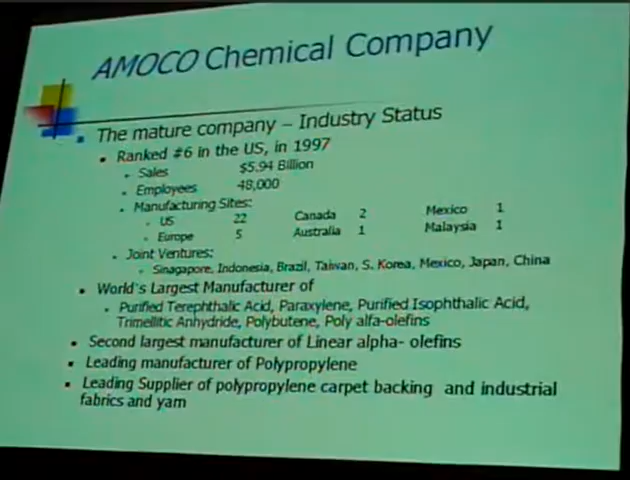 AMOCO Chemical Company
The mature company – Industry Status
Ranked #6 in the US, in 1997
Sales $5.94 Billion
Employees 48,000
Manufacturing Sites:
US 22 Canada 2 Mexico 1
Europe 5 Australia 1 Malaysia 1
Joint Ventures:
Sinagapore, Indonesia, Brazil, Taiwan, S. Korea, Mexico, Japan, China
World's Largest Manufacturer of
Purified Terephthalic Acid, Paraxylene, Purified Isophthalic Acid,
Trimellitic Anhydride, Polybutene, Poly alfa-olefins
Second largest manufacturer of Linear alpha- olefins
Leading manufacturer of Polypropylene
Leading Supplier of polypropylene carpet backing and industrial
fabrics and yarn